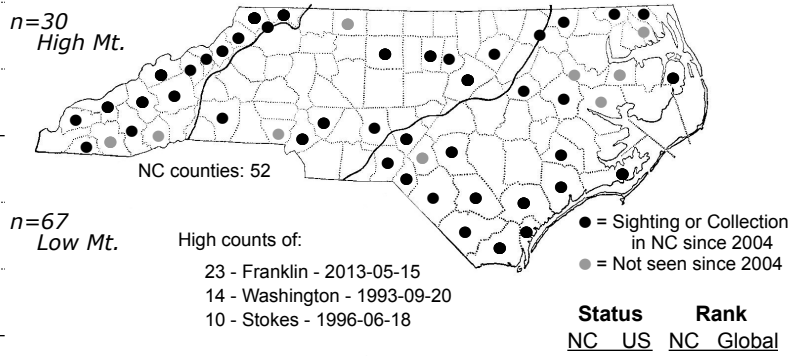 n=30
High Mt.
NC counties: 52
n=67
Low Mt.
High counts of:
23 - Franklin - 2013-05-15
14 - Washington - 1993-09-20
10 - Stokes - 1996-06-18
= Sighting or Collection
in NC since 2004
= Not seen since 2004
Status Rank
NC US NC Global